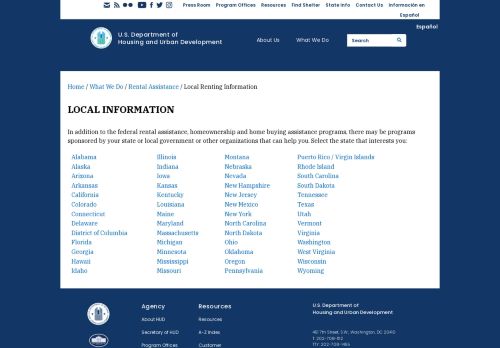 Press Room Program Offices Resources Find Shelter State Info Contact Us Información en Español
Español
U.S. Department of
Housing and Urban Development
About Us What We Do Search
Home / What We Do / Rental Assistance / Local Renting Information
LOCAL INFORMATION
In addition to the federal rental assistance, homeownership and home buying assistance programs, there may be programs
sponsored by your state or local government or other organizations that can help you. Select the state that interests you:
Alabama Illinois Montana Puerto Rico / Virgin Islands
Alaska Indiana Nebraska Rhode Island
Arizona Iowa Nevada South Carolina
Arkansas Kansas New Hampshire South Dakota
California Kentucky New Jersey Tennessee
Colorado Louisiana New Mexico Texas
Connecticut Maine New York Utah
Delaware Maryland North Carolina Vermont
District of Columbia Massachusetts North Dakota Virginia
Florida Michigan Ohio Washington
Georgia Minnesota Oklahoma West Virginia
Hawaii Mississippi Oregon Wisconsin
Idaho Missouri Pennsylvania Wyoming
Agency Resources U.S. Department of
Housing and Urban Development
About HUD Resources
Secretary of HUD A-Z Index
451 7th Street, S.W., Washington, DC 20410
T: 202-708-1112
Program Offices Customer
TTY: 202-708-1455